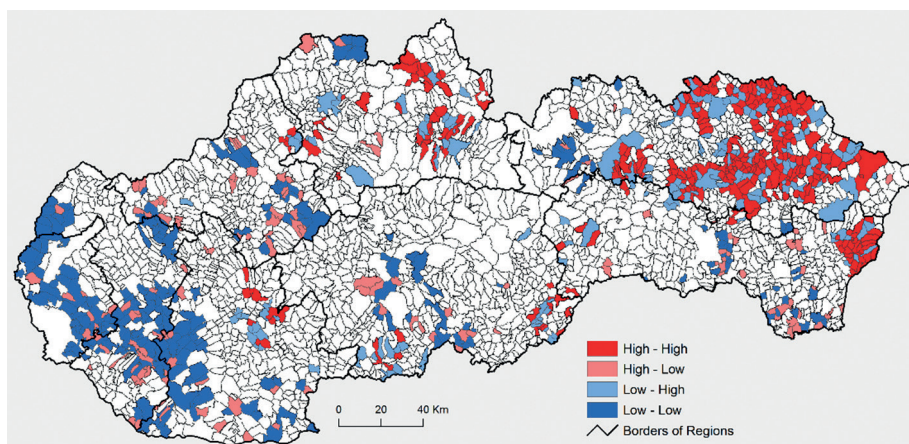 High - High
High - Low
Low - High
Low - Low
Borders of Regions
0 20 40 Km